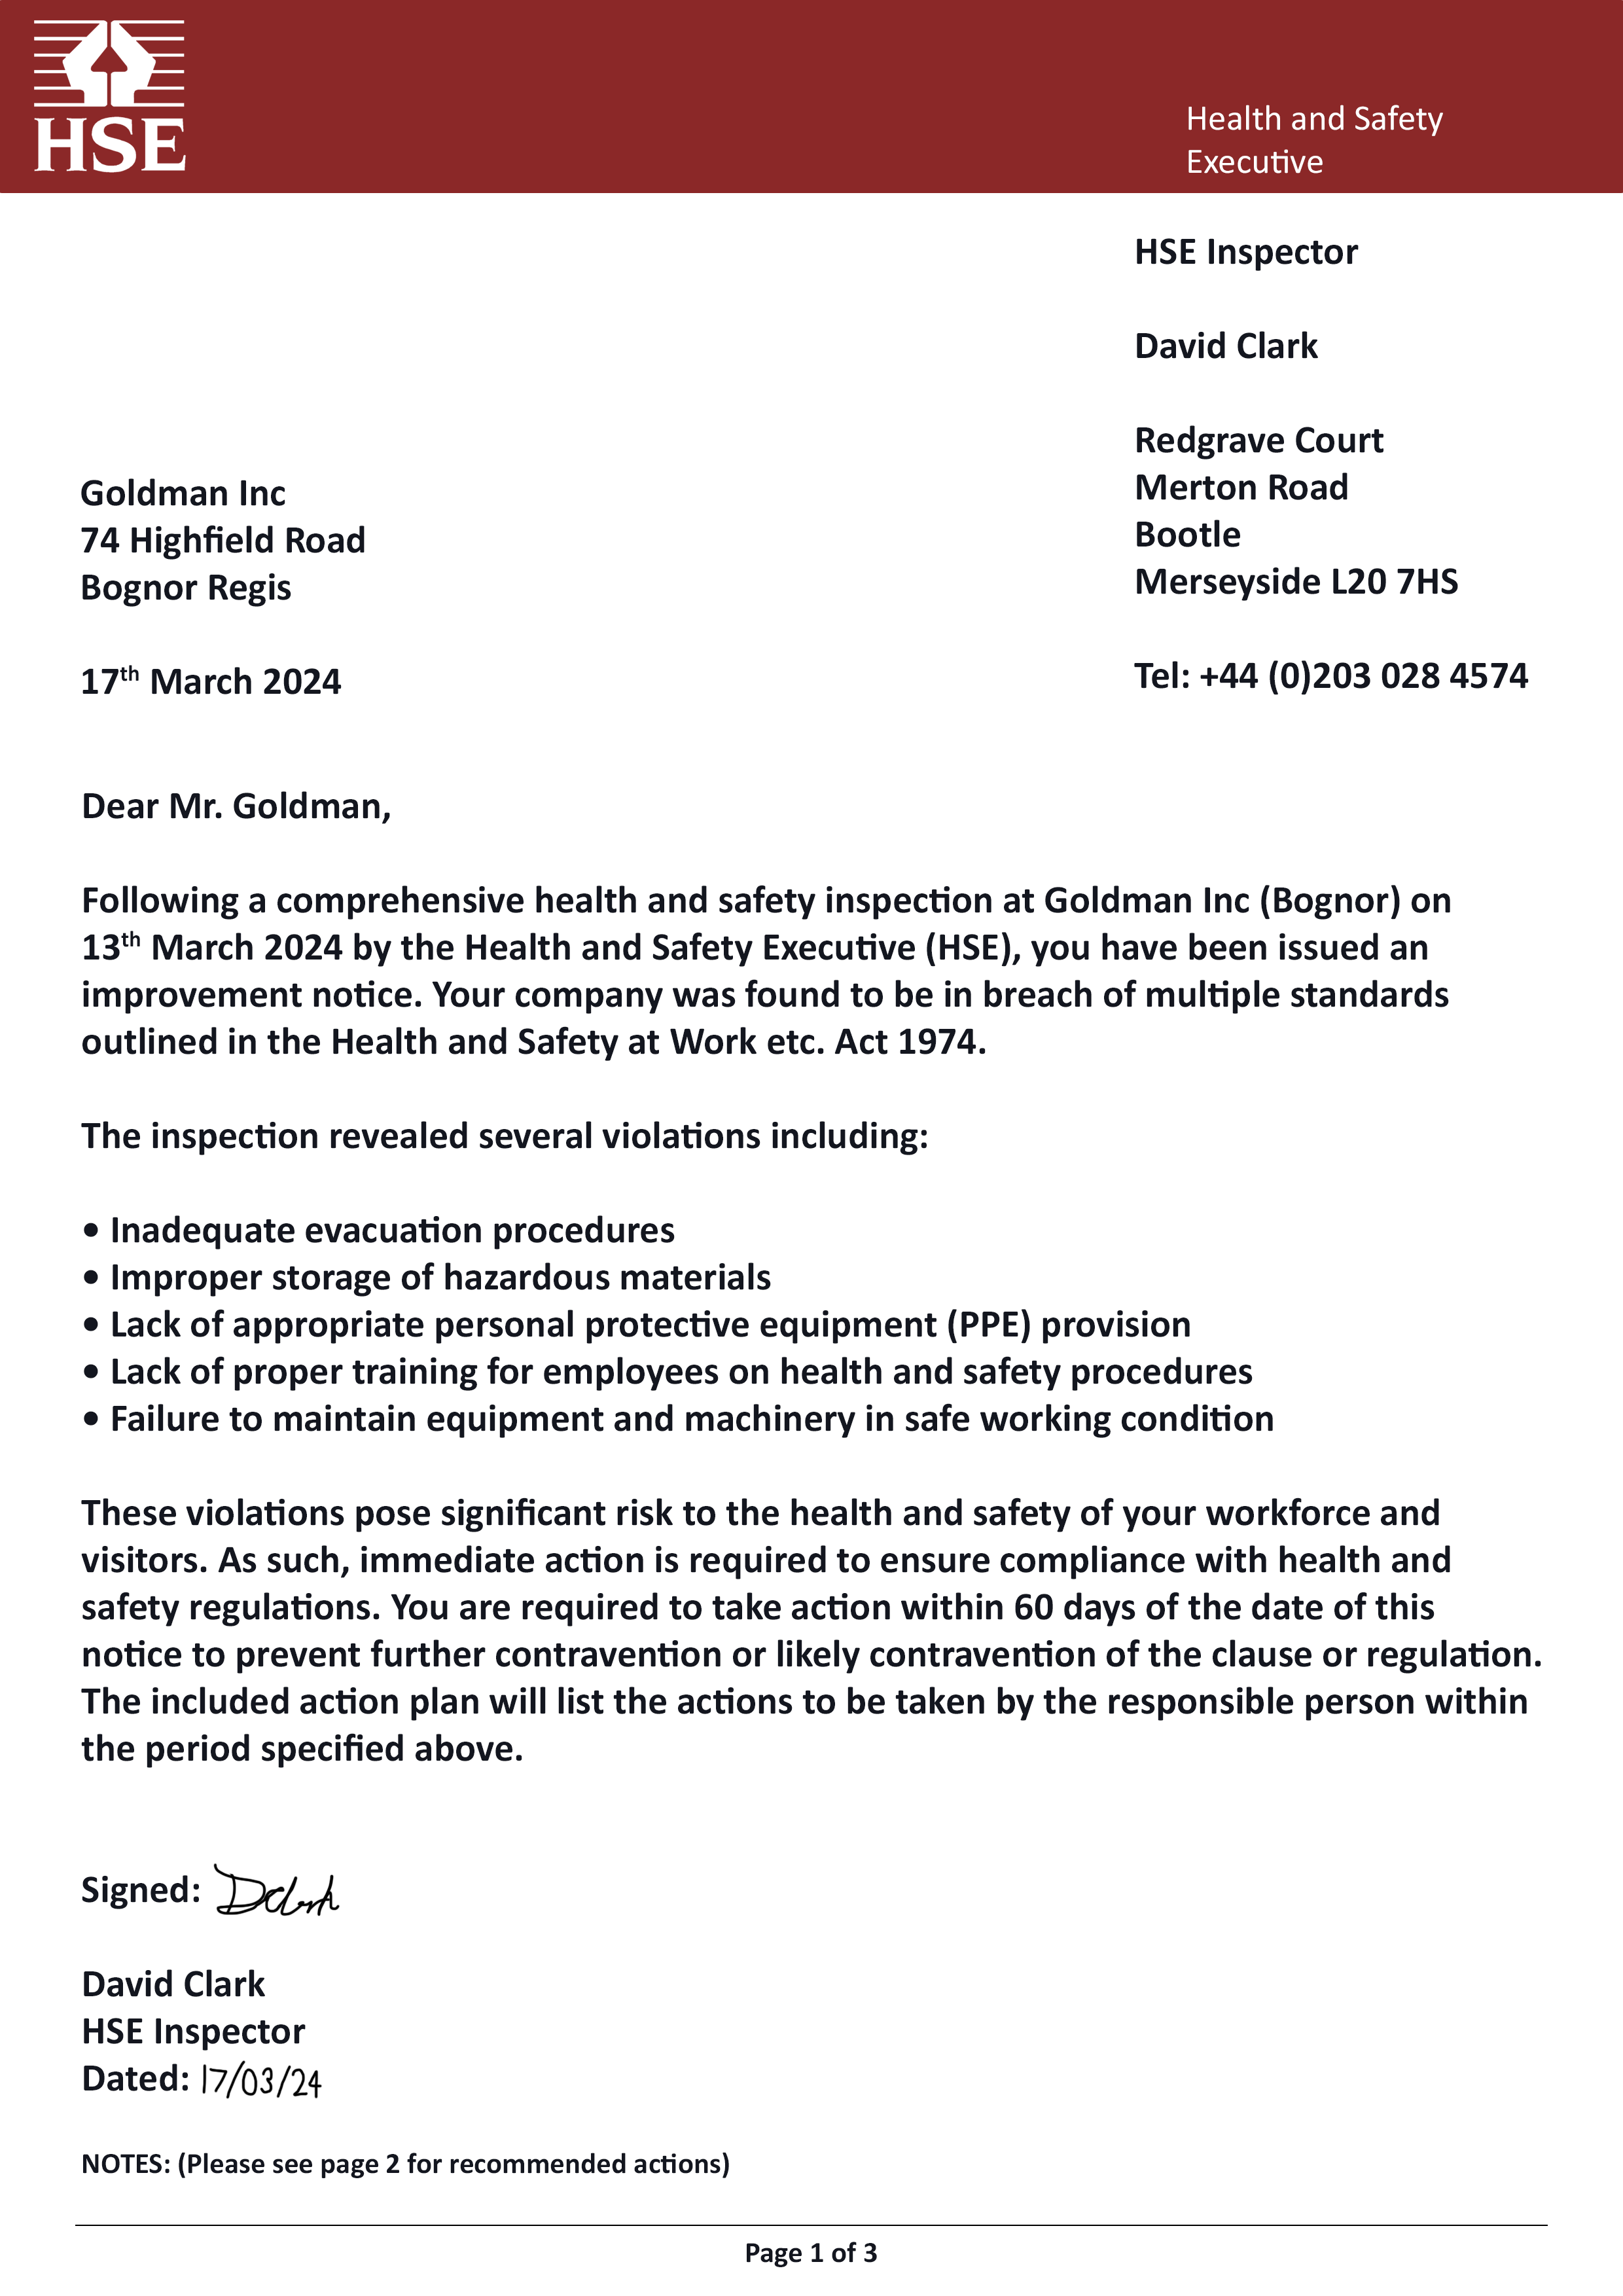 HSE
Health and Safety
Executive
HSE Inspector
David Clark
Redgrave Court
Merton Road
Bootle
Merseyside L20 7HS
Tel: +44 (0)203 028 4574
Goldman Inc
74 Highfield Road
Bognor Regis
17th March 2024
Dear Mr. Goldman,
Following a comprehensive health and safety inspection at Goldman Inc (Bognor) on
13th March 2024 by the Health and Safety Executive (HSE), you have been issued an
improvement notice. Your company was found to be in breach of multiple standards
outlined in the Health and Safety at Work etc. Act 1974.
The inspection revealed several violations including:
• Inadequate evacuation procedures
• Improper storage of hazardous materials
• Lack of appropriate personal protective equipment (PPE) provision
• Lack of proper training for employees on health and safety procedures
• Failure to maintain equipment and machinery in safe working condition
These violations pose significant risk to the health and safety of your workforce and
visitors. As such, immediate action is required to ensure compliance with health and
safety regulations. You are required to take action within 60 days of the date of this
notice to prevent further contravention or likely contravention of the clause or regulation.
The included action plan will list the actions to be taken by the responsible person within
the period specified above.
Signed: DClark
David Clark
HSE Inspector
Dated: 17/03/24
NOTES: (Please see page 2 for recommended actions)
Page 1 of 3